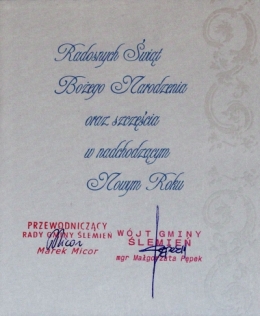 Radosnych Świąt
Bożego Narodzenia
oraz szczęścia
w nadchodzącym
Nowym Roku
PRZEWODNICZĄCY
RADY GMINY ŚLEMIEŃ
Marek Micor
WÓJT GMINY
ŚLEMIEŃ
mgr Małgorzata Pępek